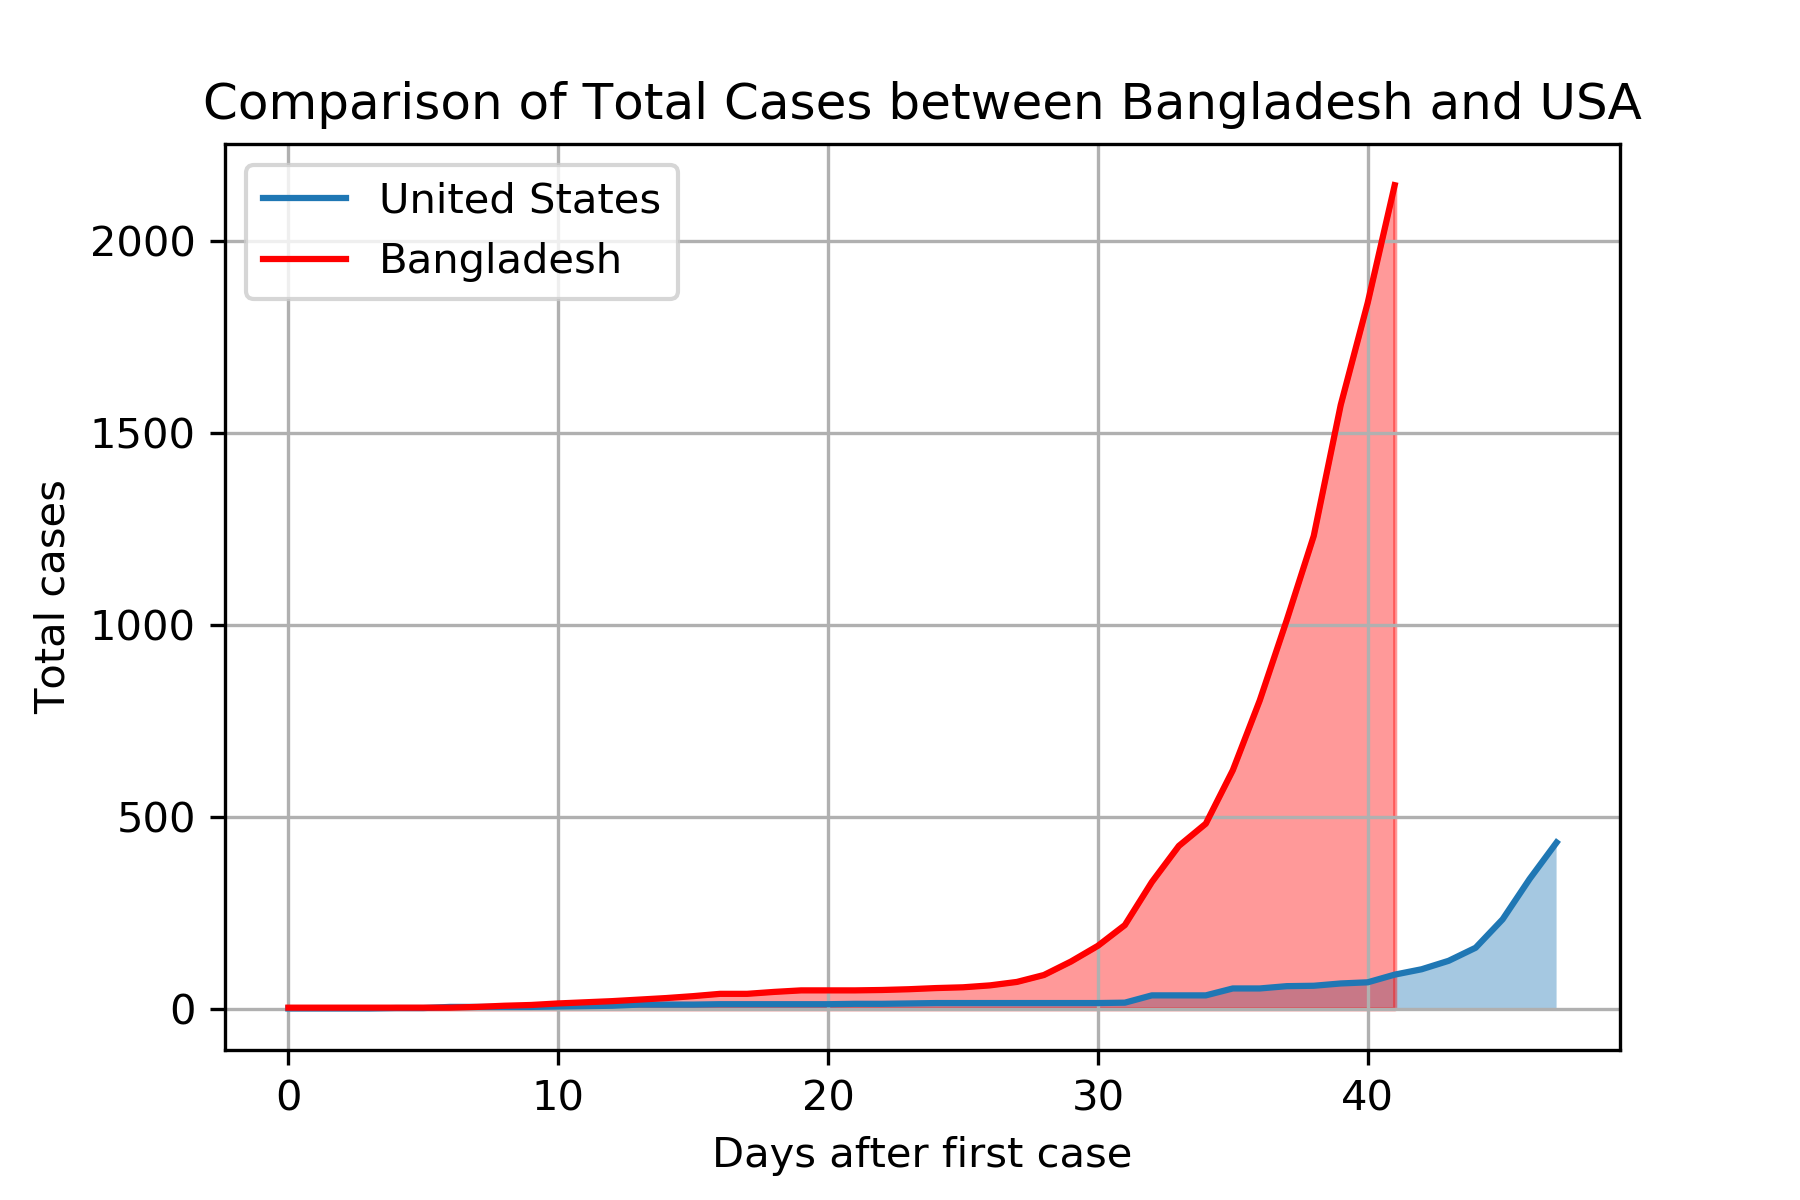 Comparison of Total Cases between Bangladesh and USA
United States
Bangladesh
2000
1500
1000
500
0
Total cases
0 10 20 30 40
Days after first case